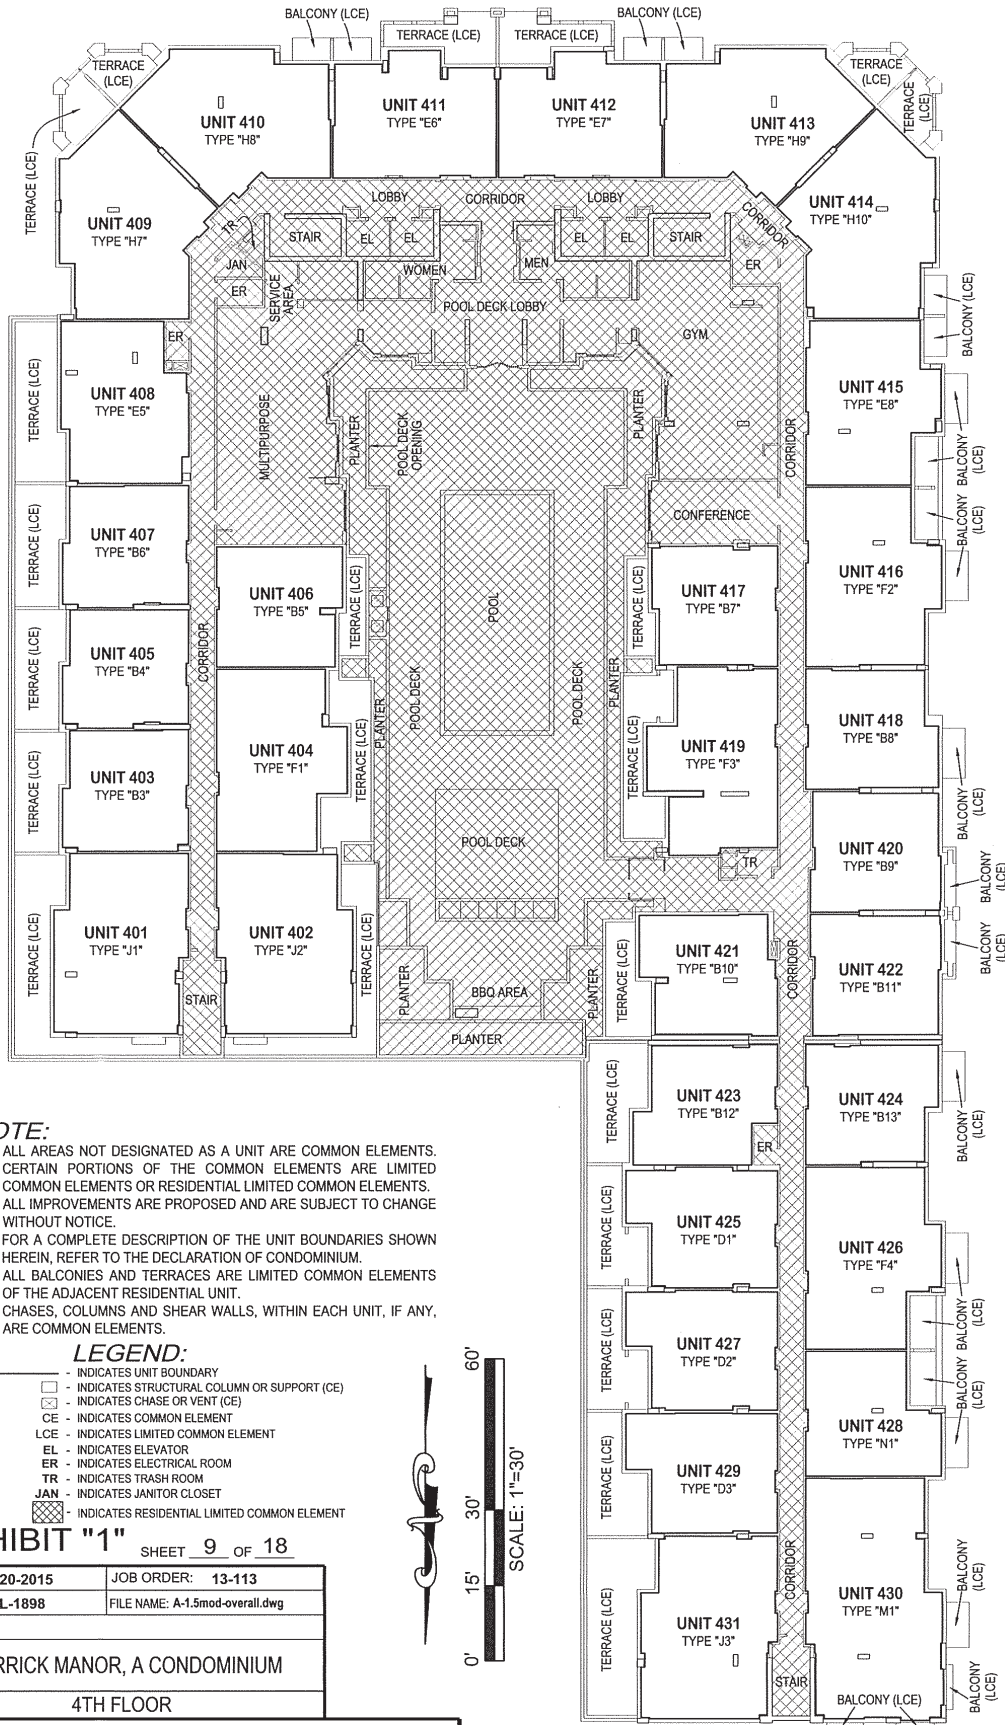 BALCONY (LCE)
BALCONY (LCE)
TERRACE (LCE)
TERRACE (LCE)
TERRACE
(LCE)
TERRACE
(LCE)
TERRACE (LCE)
TERRACE
(LCE)
UNIT 410
TYPE "H8"
UNIT 411
TYPE "E6"
UNIT 412
TYPE "E7"
UNIT 413
TYPE "H9"
UNIT 409
TYPE "H7"
UNIT 414
TYPE "H10"
LOBBY
CORRIDOR
LOBBY
CORRIDOR
TR
STAIR
EL
EL
EL
EL
STAIR
JAN
ER
SERVICE
AREA
WOMEN
MEN
ER
POOL DECK LOBBY
GYM
BALCONY (LCE)
BALCONY (LCE)
ER
TERRACE (LCE)
UNIT 408
TYPE "E5"
MULTIPURPOSE
PLANTER
POOL DECK
OPENING
PLANTER
CORRIDOR
UNIT 415
TYPE "E8"
BALCONY
(LCE)
BALCONY
(LCE)
TERRACE (LCE)
UNIT 407
TYPE "B6"
CONFERENCE
UNIT 406
TYPE "B5"
TERRACE (LCE)
POOL
TERRACE (LCE)
UNIT 417
TYPE "B7"
UNIT 416
TYPE "F2"
TERRACE (LCE)
UNIT 405
TYPE "B4"
CORRIDOR
PLANTER
POOL DECK
POOL DECK
PLANTER
UNIT 404
TYPE "F1"
TERRACE (LCE)
TERRACE (LCE)
UNIT 419
TYPE "F3"
UNIT 418
TYPE "B8"
BALCONY
(LCE)
TERRACE (LCE)
UNIT 403
TYPE "B3"
POOL DECK
TR
UNIT 420
TYPE "B9"
BALCONY
(LCE)
TERRACE (LCE)
UNIT 401
TYPE "J1"
UNIT 402
TYPE "J2"
TERRACE (LCE)
STAIR
PLANTER
BBQ AREA
PLANTER
PLANTER
TERRACE (LCE)
UNIT 421
TYPE "B10"
CORRIDOR
UNIT 422
TYPE "B11"
BALCONY
(LCE)
TERRACE (LCE)
UNIT 423
TYPE "B12"
ER
UNIT 424
TYPE "B13"
BALCONY
(LCE)
TERRACE (LCE)
UNIT 425
TYPE "D1"
UNIT 426
TYPE "F4"
BALCONY
(LCE)
TERRACE (LCE)
UNIT 427
TYPE "D2"
BALCONY
(LCE)
UNIT 428
TYPE "N1"
TERRACE (LCE)
UNIT 429
TYPE "D3"
CORRIDOR
TERRACE (LCE)
UNIT 431
TYPE "J3"
STAIR
UNIT 430
TYPE "M1"
BALCONY
(LCE)
BALCONY
(LCE)
BALCONY (LCE)
OTE:
ALL AREAS NOT DESIGNATED AS A UNIT ARE COMMON ELEMENTS.
CERTAIN PORTIONS OF THE COMMON ELEMENTS ARE LIMITED
COMMON ELEMENTS OR RESIDENTIAL LIMITED COMMON ELEMENTS.
ALL IMPROVEMENTS ARE PROPOSED AND ARE SUBJECT TO CHANGE
WITHOUT NOTICE.
FOR A COMPLETE DESCRIPTION OF THE UNIT BOUNDARIES SHOWN
HEREIN, REFER TO THE DECLARATION OF CONDOMINIUM.
ALL BALCONIES AND TERRACES ARE LIMITED COMMON ELEMENTS
OF THE ADJACENT RESIDENTIAL UNIT.
CHASES, COLUMNS AND SHEAR WALLS, WITHIN EACH UNIT, IF ANY,
ARE COMMON ELEMENTS.
LEGEND:
- INDICATES UNIT BOUNDARY
- INDICATES STRUCTURAL COLUMN OR SUPPORT (CE)
- INDICATES CHASE OR VENT (CE)
CE - INDICATES COMMON ELEMENT
LCE - INDICATES LIMITED COMMON ELEMENT
EL - INDICATES ELEVATOR
ER - INDICATES ELECTRICAL ROOM
TR - INDICATES TRASH ROOM
JAN - INDICATES JANITOR CLOSET
- INDICATES RESIDENTIAL LIMITED COMMON ELEMENT
60'
30'
15'
0'
SCALE: 1"=30'
HIBIT "1" SHEET 9 OF 18
20-2015 JOB ORDER: 13-113
L-1898 FILE NAME: A-1.5mod-overall.dwg
RRICK MANOR, A CONDOMINIUM
4TH FLOOR